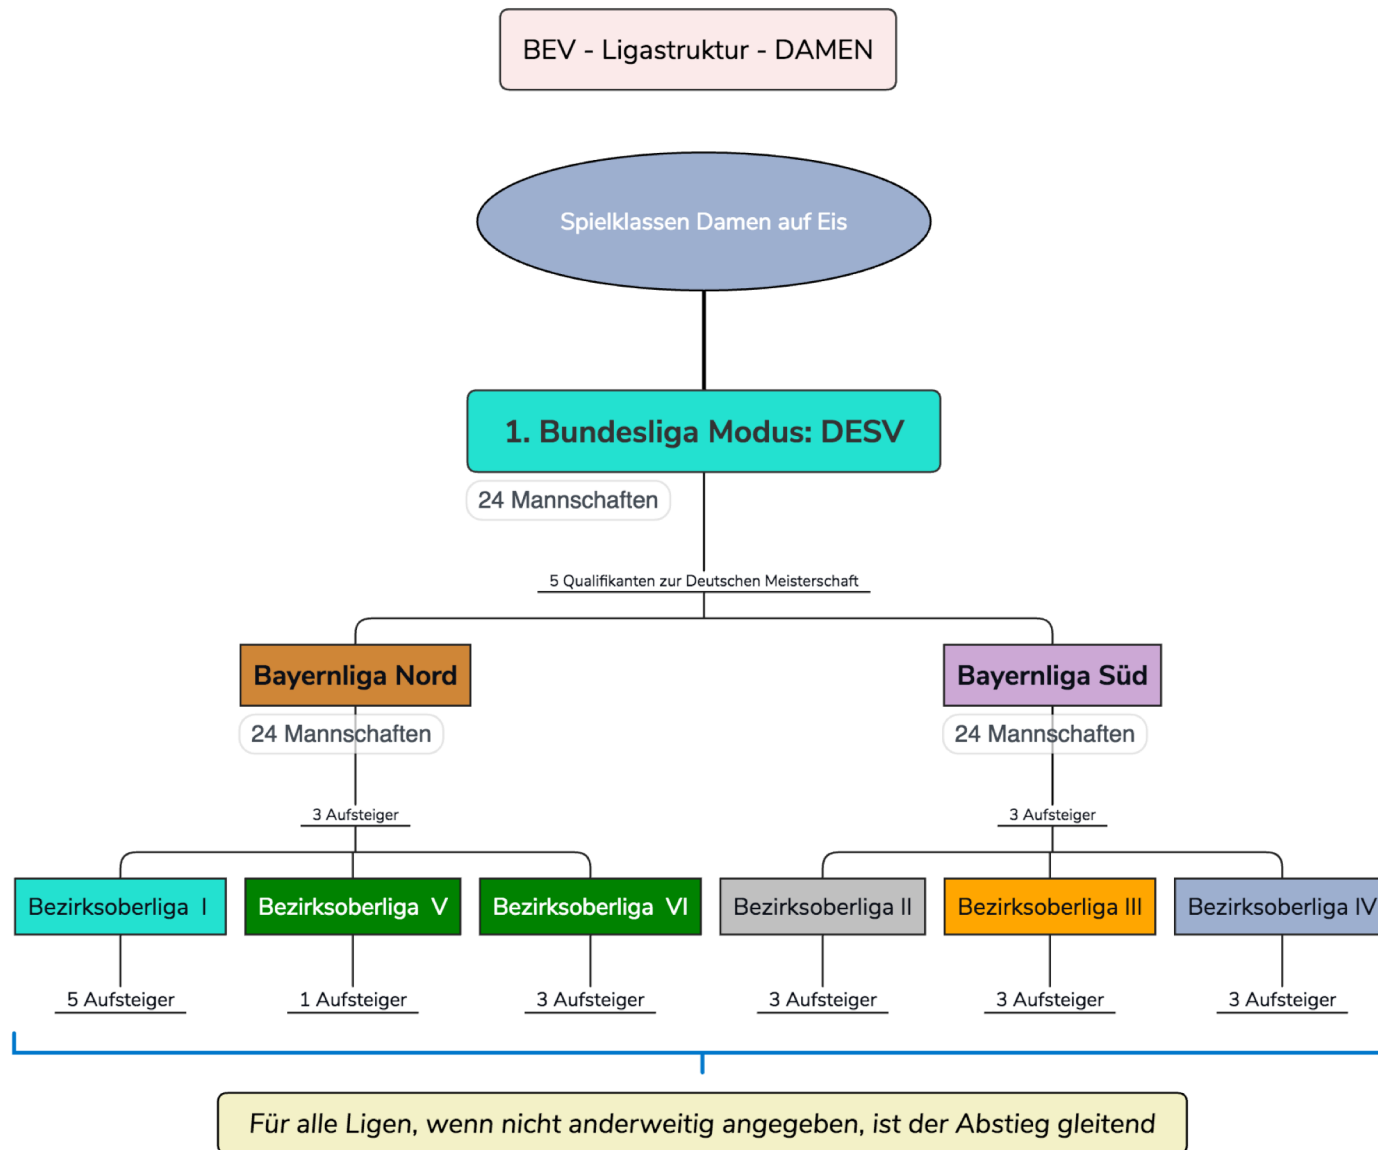 BEV - Ligastruktur - DAMEN
Spielklassen Damen auf Eis
1. Bundesliga Modus: DESV
24 Mannschaften
5 Qualifikanten zur Deutschen Meisterschaft
Bayernliga Nord
Bayernliga Süd
24 Mannschaften
24 Mannschaften
3 Aufsteiger
3 Aufsteiger
Bezirksoberliga I
Bezirksoberliga V
Bezirksoberliga VI
Bezirksoberliga II
Bezirksoberliga III
Bezirksoberliga IV
5 Aufsteiger
1 Aufsteiger
3 Aufsteiger
3 Aufsteiger
3 Aufsteiger
3 Aufsteiger
Für alle Ligen, wenn nicht anderweitig angegeben, ist der Abstieg gleitend